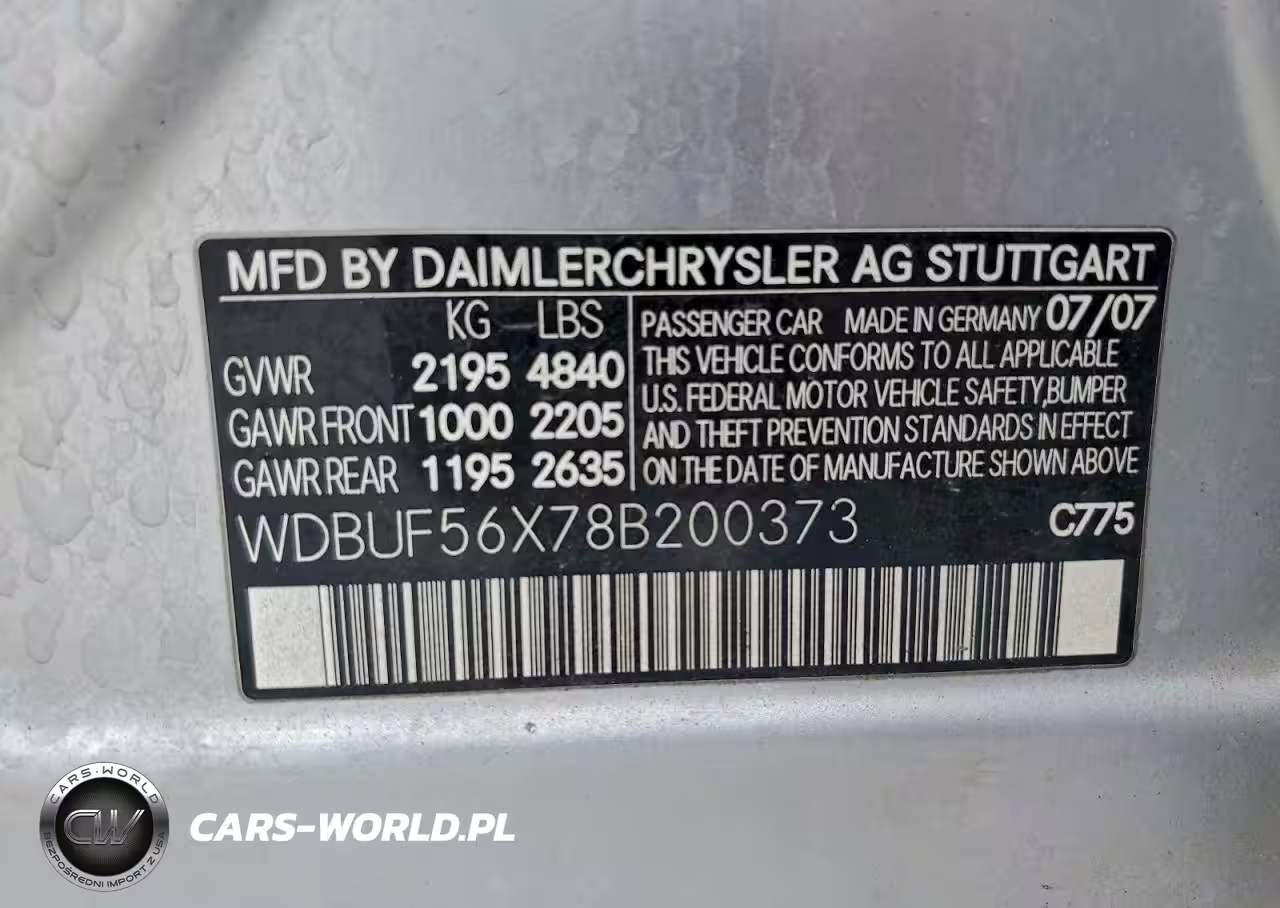 MFD BY DAIMLERCHRYSLER AG STUTTGART
KG LBS
GVWR 2195 4840
GAWR FRONT 1000 2205
GAWR REAR 1195 2635
PASSENGER CAR MADE IN GERMANY 07/07
THIS VEHICLE CONFORMS TO ALL APPLICABLE
U.S. FEDERAL MOTOR VEHICLE SAFETY,BUMPER
AND THEFT PREVENTION STANDARDS IN EFFECT
ON THE DATE OF MANUFACTURE SHOWN ABOVE
WDBUF56X78B200373 C775
CARS-WORLD
CW
BEZPOŚREDNI IMPORT Z USA
CARS-WORLD.PL